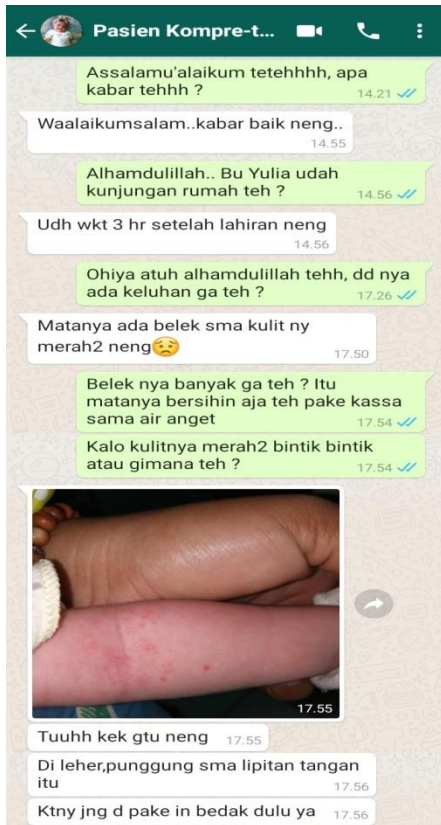 Pasien Kompre-t...
Assalamu'alaikum tetehhhh, apa
kabar tehhh ?
14.21
Waalaikumsalam..kabar baik neng..
14.55
Alhamdulillah.. Bu Yulia udah
kunjungan rumah teh ?
14.56
Udh wkt 3 hr setelah lahiran neng
14.56
Ohiya atuh alhamdulillah tehh, dd nya
ada keluhan ga teh ?
17.26
Matanya ada belek sma kulit ny
merah2 neng😟
17.50
Belek nya banyak ga teh ? Itu
matanya bersihin aja teh pake kassa
sama air anget
17.54
Kalo kulitnya merah2 bintik bintik
atau gimana teh ?
17.54
17.55
Tuuhh kek gtu neng
17.55
Di leher,punggung sma lipitan tangan
itu
17.56
Ktny jng d pake in bedak dulu ya
17.56